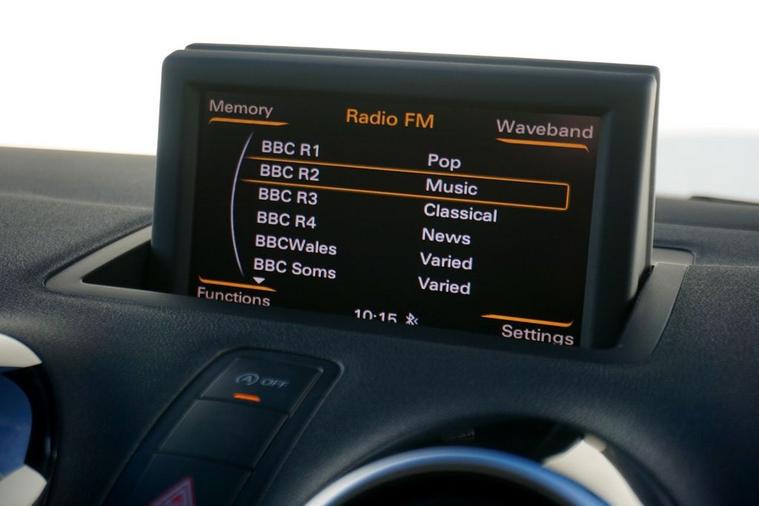 Memory
Radio FM
Waveband
BBC R1 Pop
BBC R2 Music
BBC R3 Classical
BBC R4 News
BBCWales Varied
BBC Soms Varied
Functions
10:15
Settings
OFF